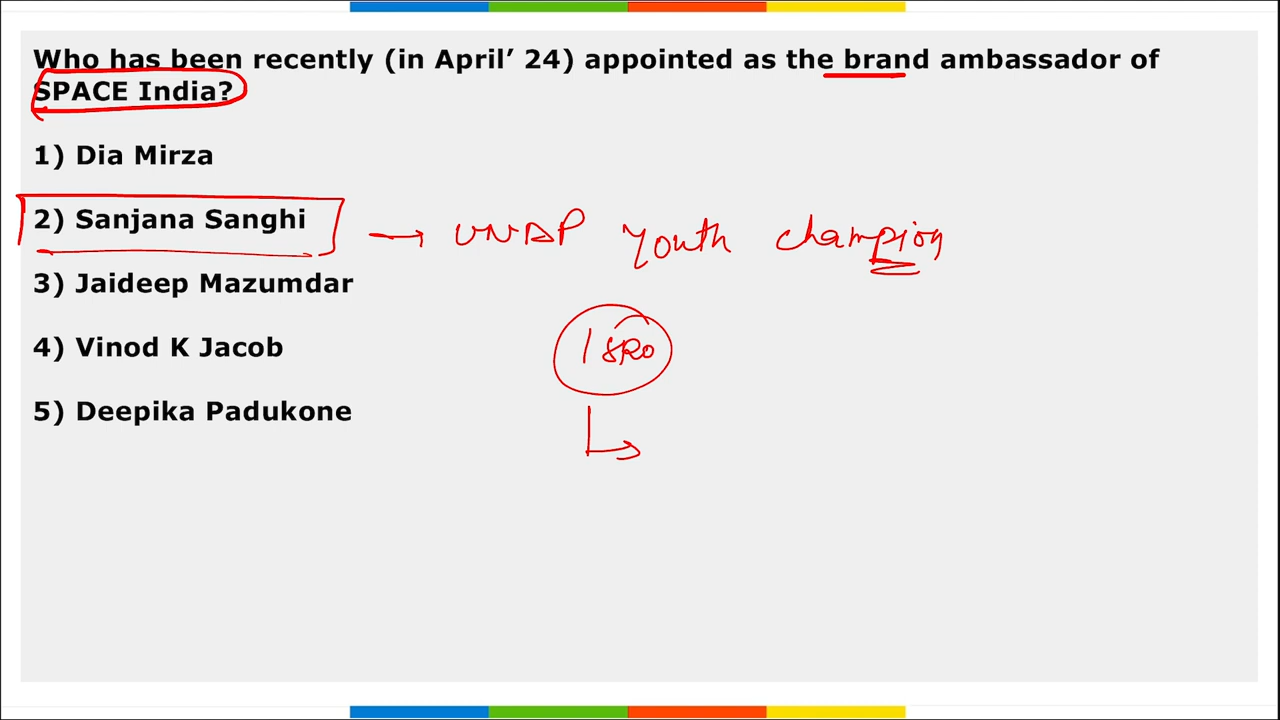 Who has been recently (in April’ 24) appointed as the brand ambassador of
SPACE India?
1) Dia Mirza
2) Sanjana Sanghi
→ UNDP Youth champion
3) Jaideep Mazumdar
4) Vinod K Jacob
ISRO
5) Deepika Padukone